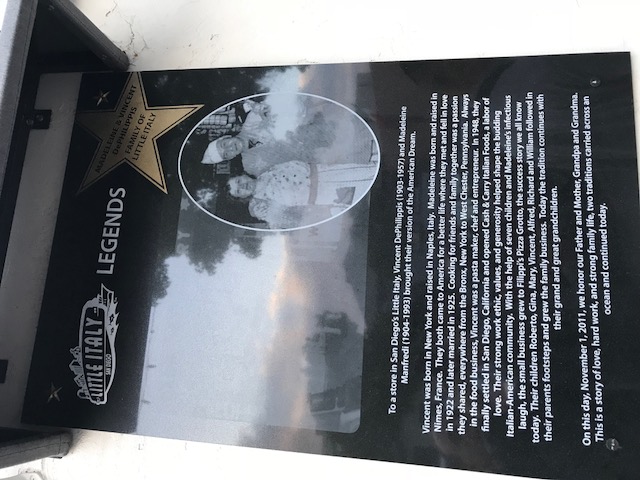 MADELEINE & VINCENT
DePHILIPPIS
FAMILY OF
LITTLE ITALY
LITTLE ITALY
SAN DIEGO
LEGENDS
To a store in San Diego's Little Italy, Vincent DePhilippis (1903-1957) and Madeleine
Manfredi (1904-1993) brought their version of the American Dream.
Vincent was born in New York and raised in Naples, Italy. Madeleine was born and raised in
Nimes, France. They both came to America for a better life where they met and fell in love
in 1922 and later married in 1925. Cooking for friends and family together was a passion
they shared, everywhere from the Bronx, New York to West Chester, Pennsylvania. Always
in the food business, Vincent was a pasta maker, chef and entrepreneur. In 1948, they
finally settled in San Diego, California and opened Cash & Carry Italian Foods, a labor of
love. Their strong work ethic, values, and generosity helped shape the budding
Italian-American community. With the help of seven children and Madeleine's infectious
laugh, the small business grew to Filippi's Pizza Grotto, the success story we all know
today. Their children Roberto, Gina, Mary, Vincent, Alfred, Richard and William followed in
their parents footsteps and grew the family business. Today the tradition continues with
their grand and great grandchildren.
On this day, November 1, 2011, we honor our Father and Mother, Grandpa and Grandma.
This is a story of love, hard work, and strong family life, two traditions carried across an
ocean and continued today.